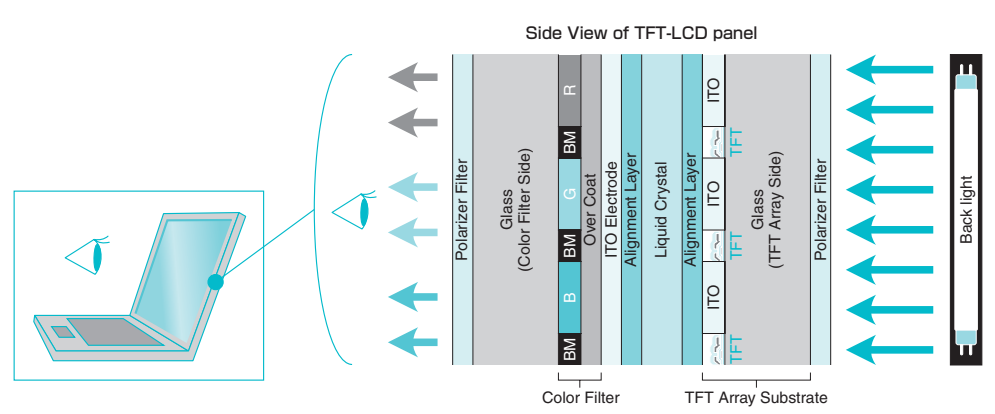 Side View of TFT-LCD panel
Polarizer Filter
Glass
(Color Filter Side)
R
BM
G
BM
B
BM
Over Coat
ITO Electrode
Alignment Layer
Liquid Crystal
Alignment Layer
ITO
TFT
ITO
TFT
ITO
TFT
Glass
(TFT Array Side)
Polarizer Filter
Back light
Color Filter
TFT Array Substrate